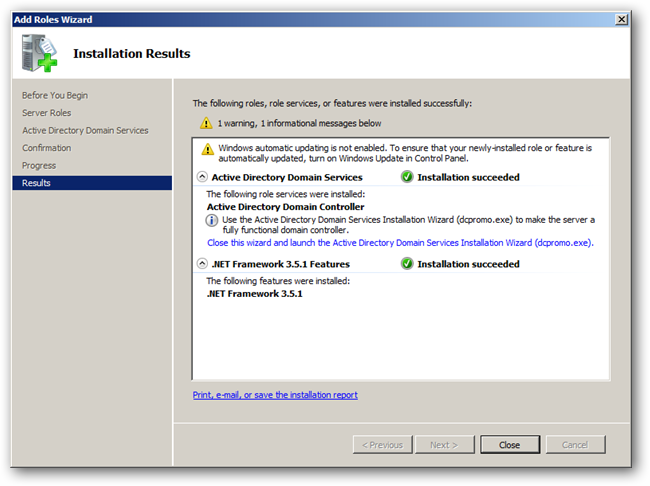 Add Roles Wizard
Installation Results
Before You Begin
Server Roles
Active Directory Domain Services
Confirmation
Progress
Results
The following roles, role services, or features were installed successfully:
1 warning, 1 informational messages below
Windows automatic updating is not enabled. To ensure that your newly-installed role or feature is
automatically updated, turn on Windows Update in Control Panel.
Active Directory Domain Services Installation succeeded
The following role services were installed:
Active Directory Domain Controller
Use the Active Directory Domain Services Installation Wizard (dcpromo.exe) to make the server a
fully functional domain controller.
Close this wizard and launch the Active Directory Domain Services Installation Wizard (dcpromo.exe).
.NET Framework 3.5.1 Features Installation succeeded
The following features were installed:
.NET Framework 3.5.1
Print, e-mail, or save the installation report
< Previous Next > Close Cancel